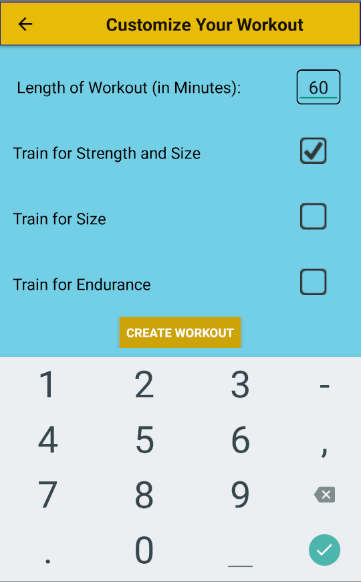 Customize Your Workout
Length of Workout (in Minutes): 60
Train for Strength and Size
Train for Size
Train for Endurance
CREATE WORKOUT
1 2 3 -
4 5 6 ,
7 8 9
. 0 _